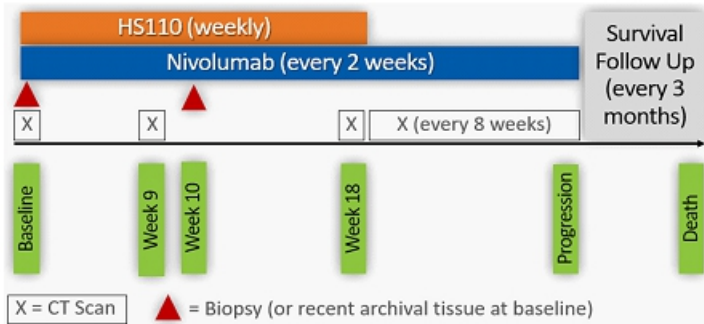 HS110 (weekly)
Nivolumab (every 2 weeks)
Survival
Follow Up
(every 3
months)
X
X
X
X (every 8 weeks)
Baseline
Week 9
Week 10
Week 18
Progression
Death
X = CT Scan
= Biopsy (or recent archival tissue at baseline)